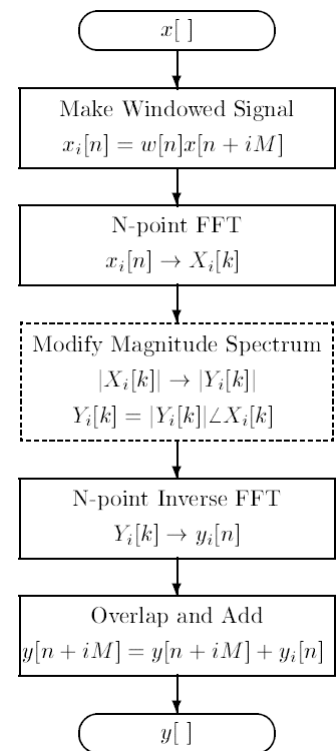 x[ ]
Make Windowed Signal
x_i[n] = w[n]x[n + iM]
N-point FFT
x_i[n] → X_i[k]
Modify Magnitude Spectrum
|X_i[k]| → |Y_i[k]|
Y_i[k] = |Y_i[k]|∠X_i[k]
N-point Inverse FFT
Y_i[k] → y_i[n]
Overlap and Add
y[n + iM] = y[n + iM] + y_i[n]
y[ ]